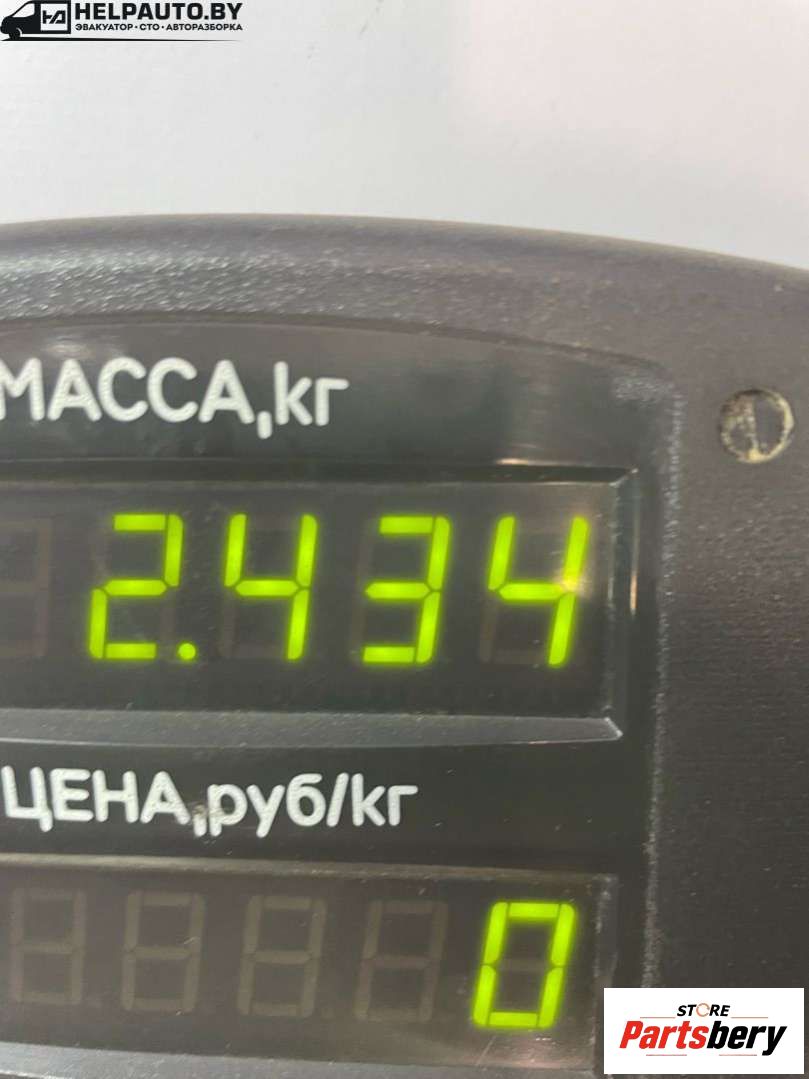 HELPAUTO.BY
ЭВАКУАТОР • СТО • АВТОРАЗБОРКА
МАССА,кг
2.434
ЦЕНА,руб/кг
0
STORE
Partsbery